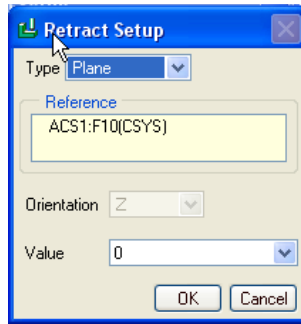 Retract Setup
Type Plane
Reference
ACS1:F10(CSYS)
Orientation Z
Value 0
OK Cancel